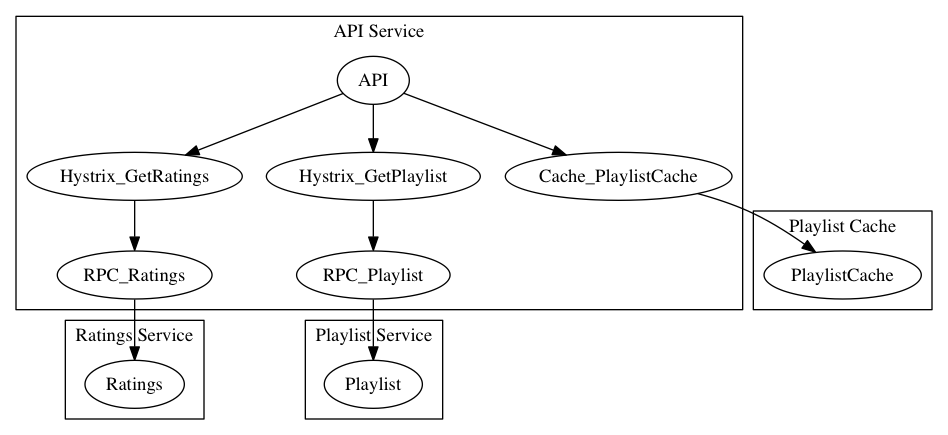 API Service
API
Hystrix_GetRatings
Hystrix_GetPlaylist
Cache_PlaylistCache
Playlist Cache
RPC_Ratings
RPC_Playlist
PlaylistCache
Ratings Service
Playlist Service
Ratings
Playlist